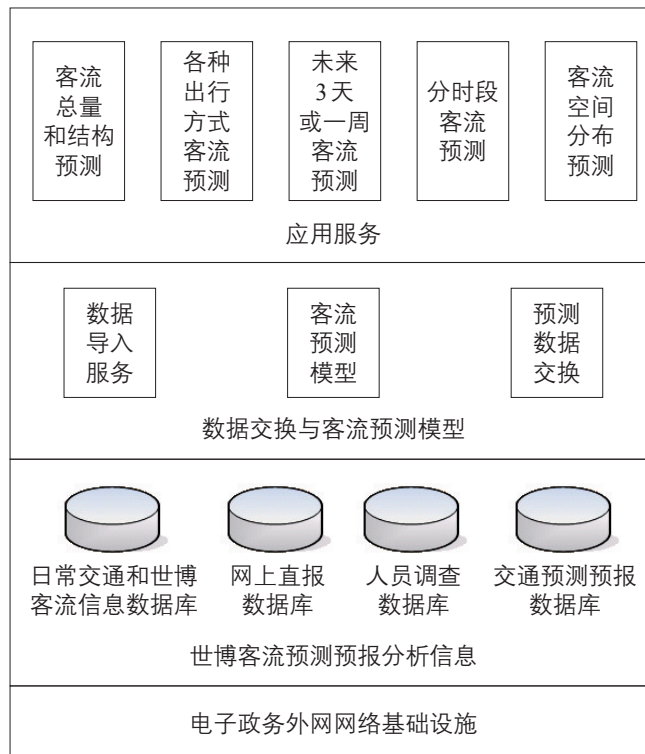 客流
总量
和结构
预测
各种
出行
方式
客流
预测
未来
3天
或一周
客流
预测
分时段
客流
预测
客流
空间
分布
预测
应用服务
数据
导入
服务
客流
预测
模型
预测
数据
交换
数据交换与客流预测模型
日常交通和世博
客流信息数据库
网上直报
数据库
人员调查
数据库
交通预测预报
数据库
世博客流预测预报分析信息
电子政务外网网络基础设施